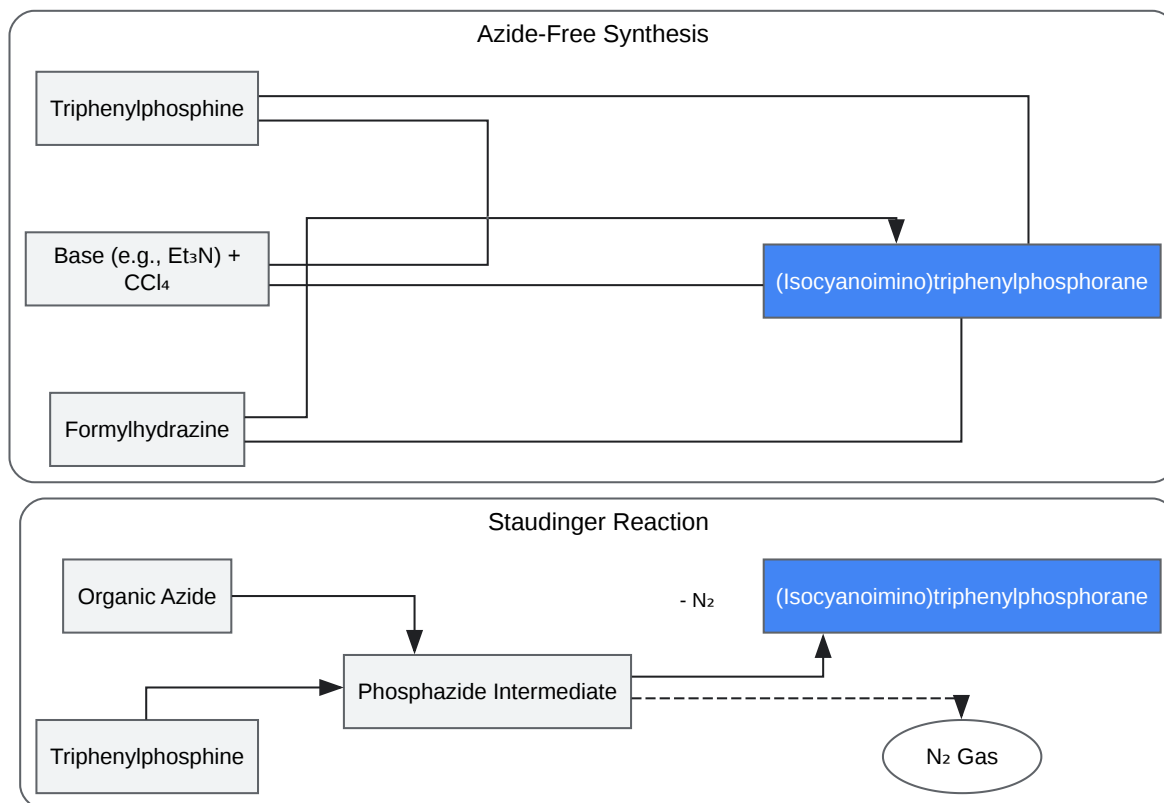 Azide-Free Synthesis
Triphenylphosphine
Base (e.g., Et₃N) +
CCl₄
(Isocyanoimino)triphenylphosphorane
Formylhydrazine
Staudinger Reaction
Organic Azide
- N₂
(Isocyanoimino)triphenylphosphorane
Phosphazide Intermediate
Triphenylphosphine
N₂ Gas